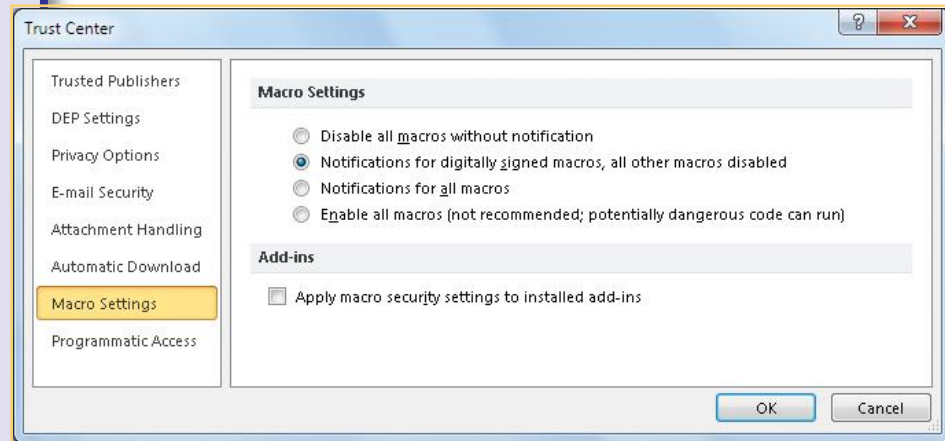 Trust Center
?
X
Trusted Publishers
DEP Settings
Privacy Options
E-mail Security
Attachment Handling
Automatic Download
Macro Settings
Programmatic Access
Macro Settings
Disable all macros without notification
Notifications for digitally signed macros, all other macros disabled
Notifications for all macros
Enable all macros (not recommended; potentially dangerous code can run)
Add-ins
Apply macro security settings to installed add-ins
OK
Cancel